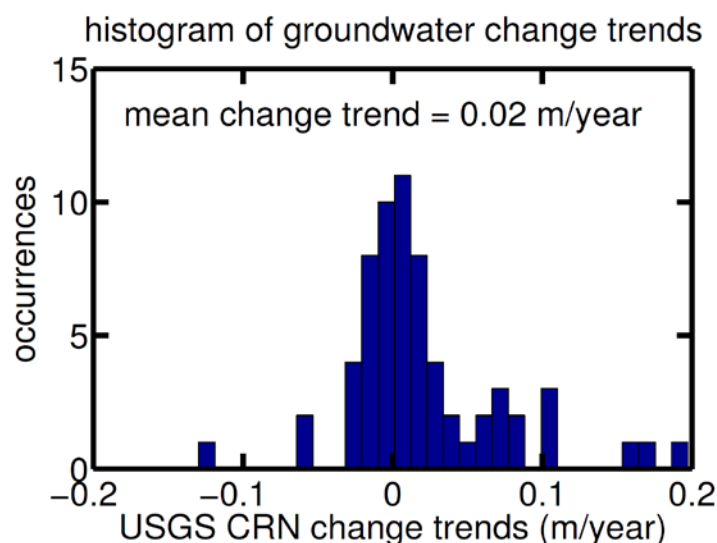 histogram of groundwater change trends
15
mean change trend = 0.02 m/year
10
occurrences
5
0
−0.2 −0.1 0 0.1 0.2
USGS CRN change trends (m/year)